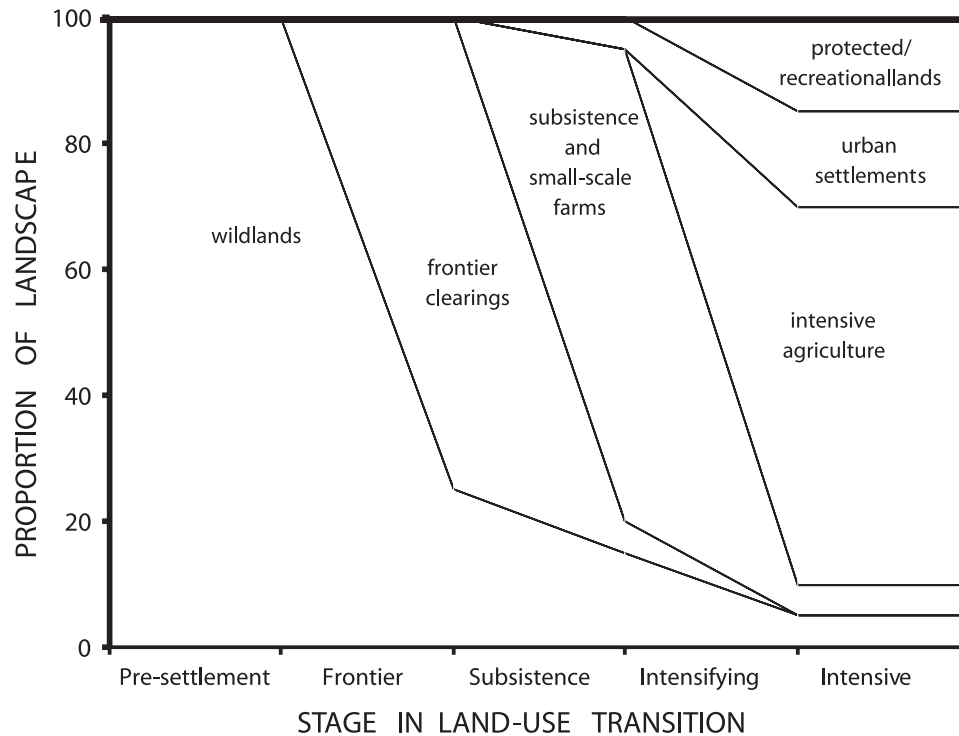 PROPORTION OF LANDSCAPE
100
80
60
40
20
0
wildlands
frontier
clearings
subsistence
and
small-scale
farms
protected/
recreationallands
urban
settlements
intensive
agriculture
Pre-settlement
Frontier
Subsistence
Intensifying
Intensive
STAGE IN LAND-USE TRANSITION